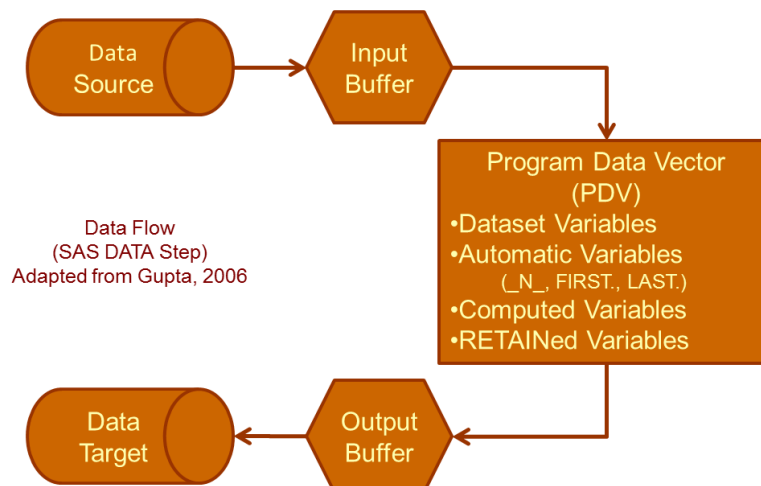 Data
Source
Input
Buffer
Program Data Vector
(PDV)
•Dataset Variables
•Automatic Variables
(_N_, FIRST., LAST.)
•Computed Variables
•RETAINed Variables
Data Flow
(SAS DATA Step)
Adapted from Gupta, 2006
Data
Target
Output
Buffer